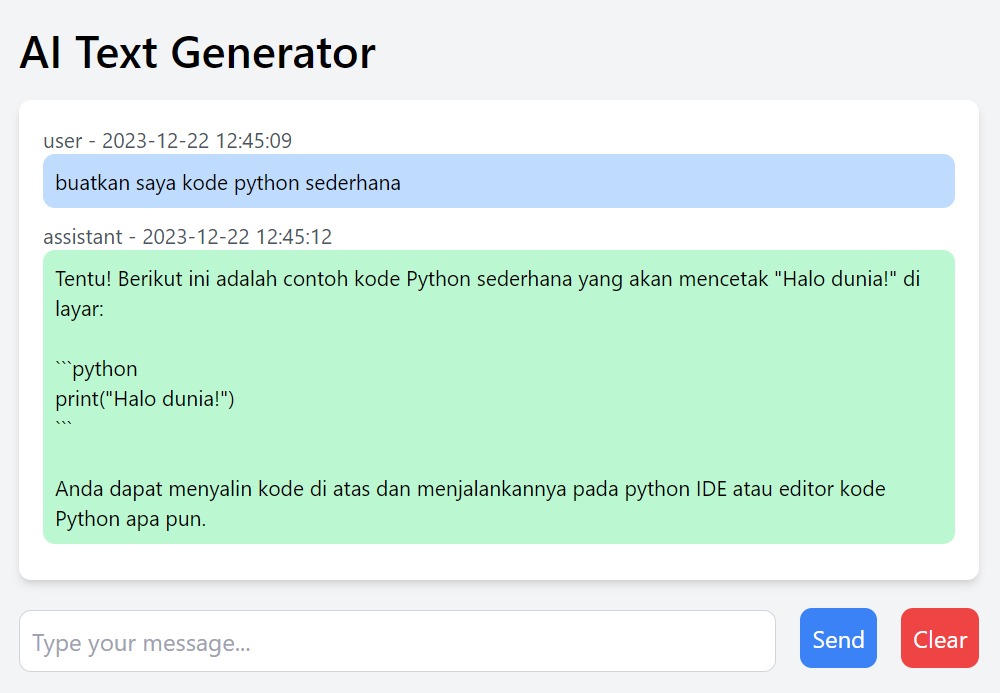 AI Text Generator
user - 2023-12-22 12:45:09
buatkan saya kode python sederhana
assistant - 2023-12-22 12:45:12
Tentu! Berikut ini adalah contoh kode Python sederhana yang akan mencetak "Halo dunia!" di
layar:
```python
print("Halo dunia!")
```
Anda dapat menyalin kode di atas dan menjalankannya pada python IDE atau editor kode
Python apa pun.
Type your message...
Send
Clear